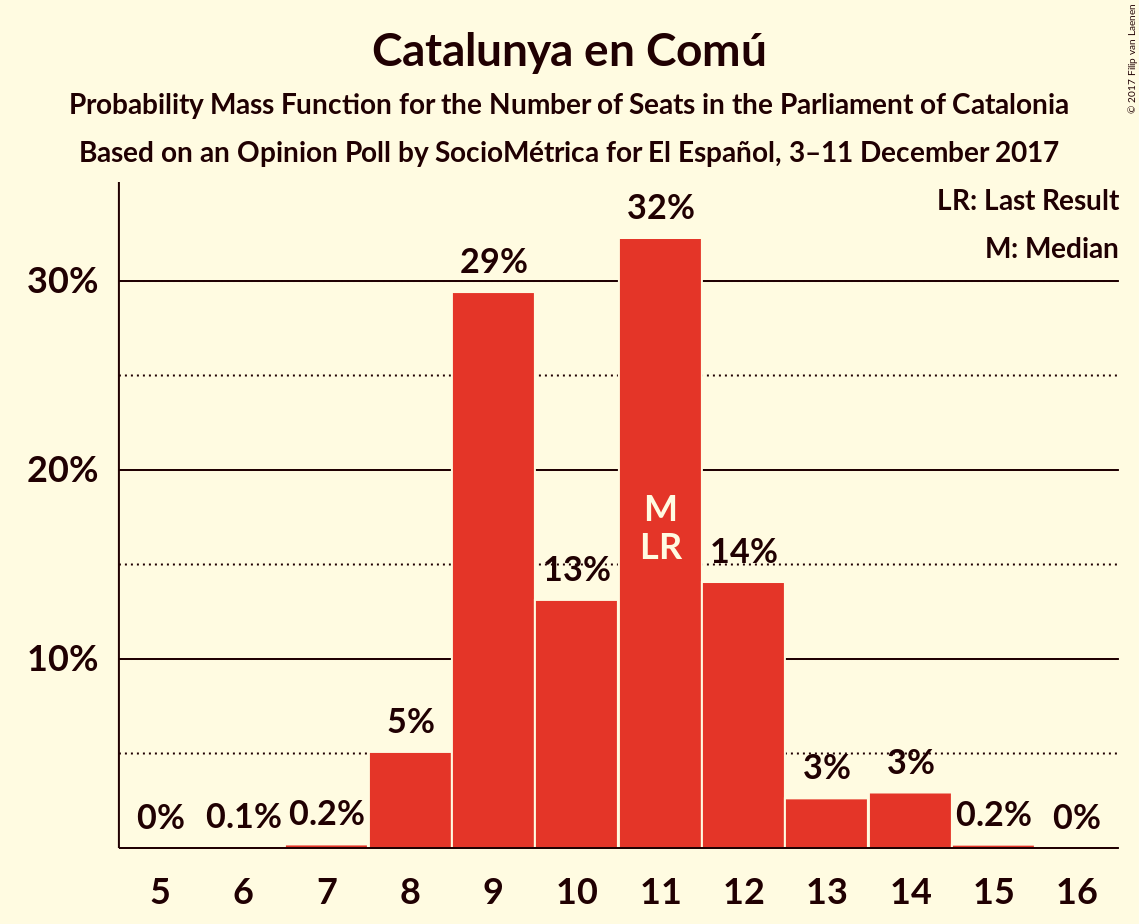 Catalunya en Comú
Probability Mass Function for the Number of Seats in the Parliament of Catalonia
Based on an Opinion Poll by SocioMétrica for El Español, 3–11 December 2017
© 2017 Filip van Laenen
LR: Last Result
M: Median
30%
20%
10%
0%
0.1%
0.2%
5%
29%
13%
32%
M
LR
14%
3%
3%
0.2%
0%
5 6 7 8 9 10 11 12 13 14 15 16